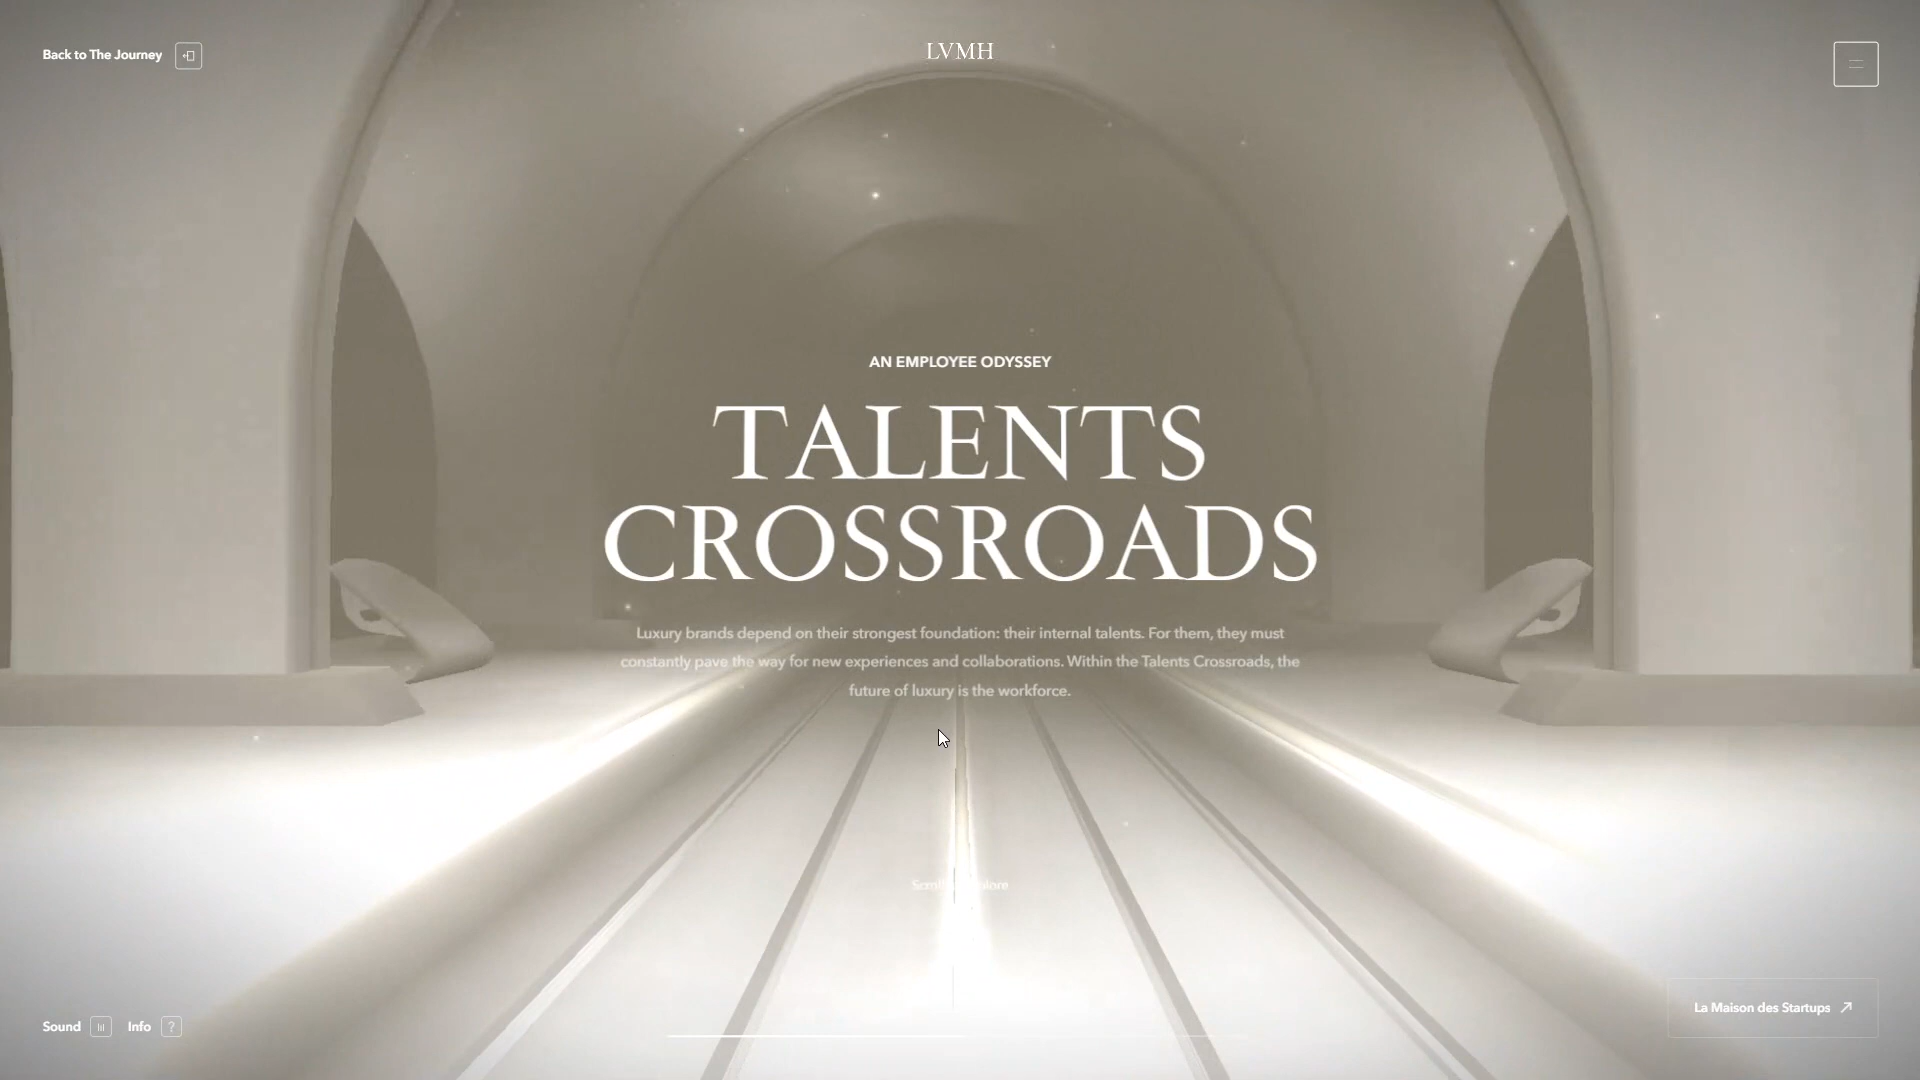 Back to The Journey
LVMH
AN EMPLOYEE ODYSSEY
TALENTS
CROSSROADS
Luxury brands depend on their strongest foundation: their internal talents. For them, they must
constantly pave the way for new experiences and collaborations. Within the Talents Crossroads, the
future of luxury is the workforce.
Scroll
Sound
Info ?
La Maison des Startups